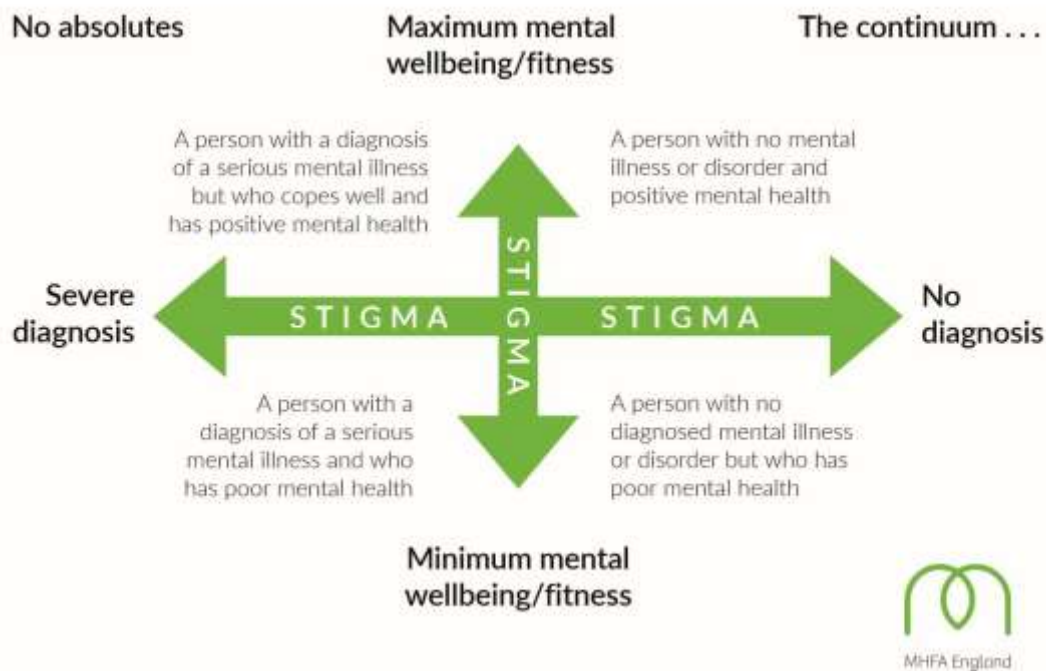 No absolutes
Maximum mental
wellbeing/fitness
The continuum . . .
A person with a diagnosis
of a serious mental illness
but who copes well and
has positive mental health
A person with no mental
illness or disorder and
positive mental health
Severe
diagnosis
STIGMA
STIGMA
STIGMA
No
diagnosis
A person with a
diagnosis of a serious
mental illness and who
has poor mental health
A person with no
diagnosed mental illness
or disorder but who has
poor mental health
Minimum mental
wellbeing/fitness
MHFA England